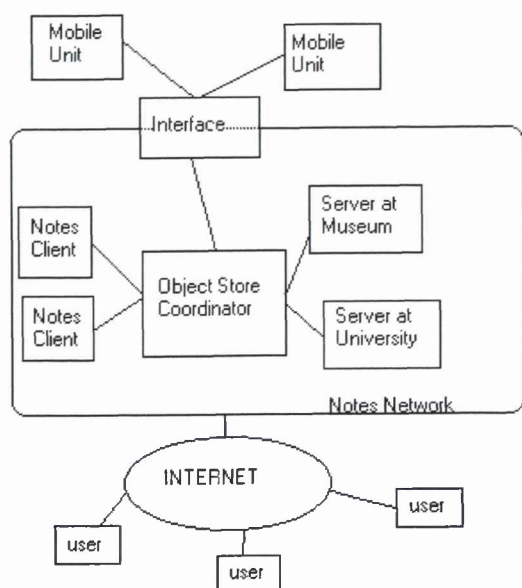 Mobile
Unit
Mobile
Unit
Interface
Notes
Client
Server at
Museum
Object Store
Coordinator
Notes
Client
Server at
University
Notes Network
INTERNET
user
user
user